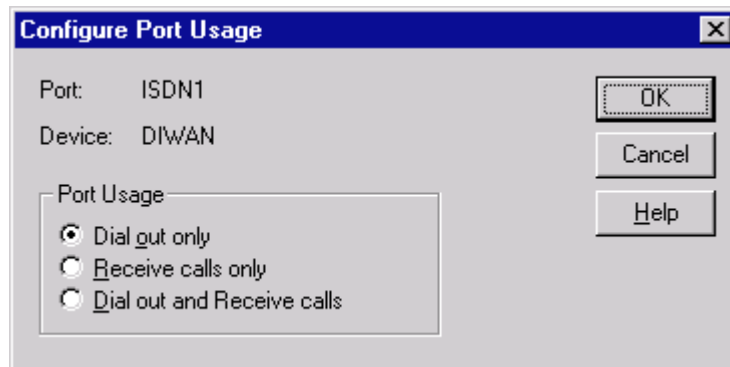 Configure Port Usage
Port: ISDN1
Device: DIWAN
Port Usage
Dial out only
Receive calls only
Dial out and Receive calls
OK
Cancel
Help